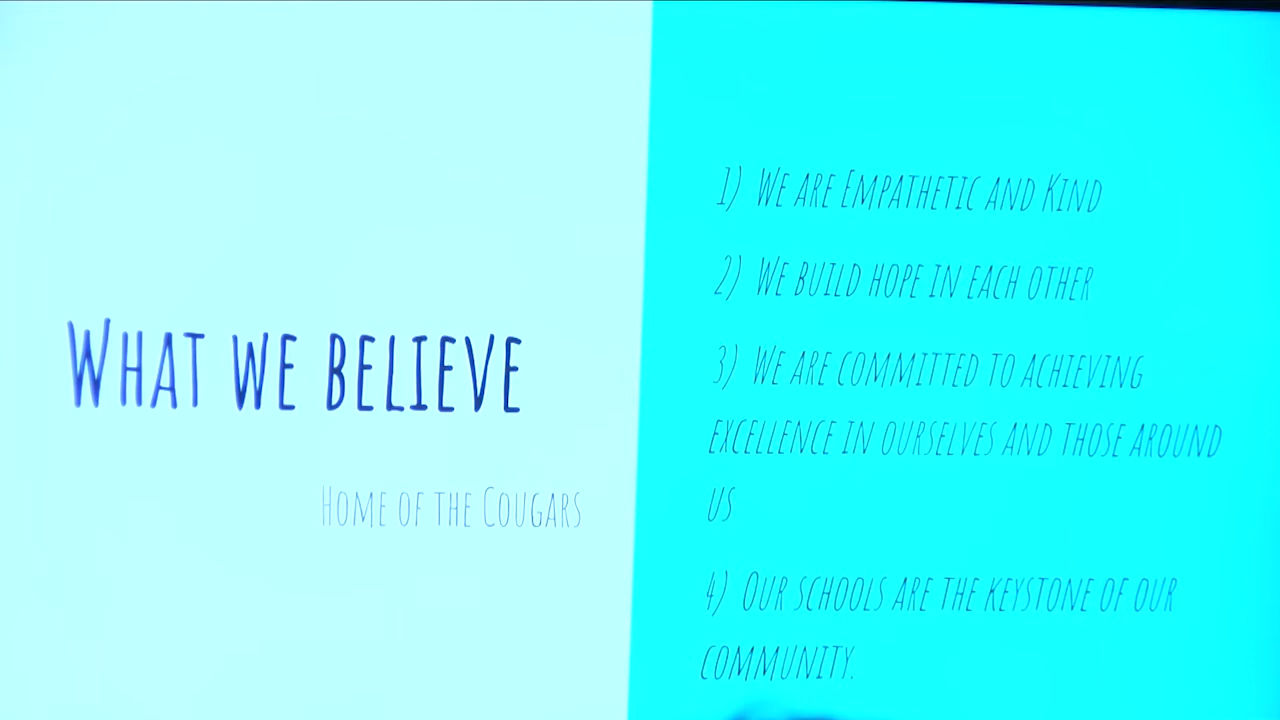 What we believe
Home of the Cougars
1) We are Empathetic and Kind
2) We build hope in each other
3) We are committed to achieving
excellence in ourselves and those around
us
4) Our schools are the keystone of our
community.